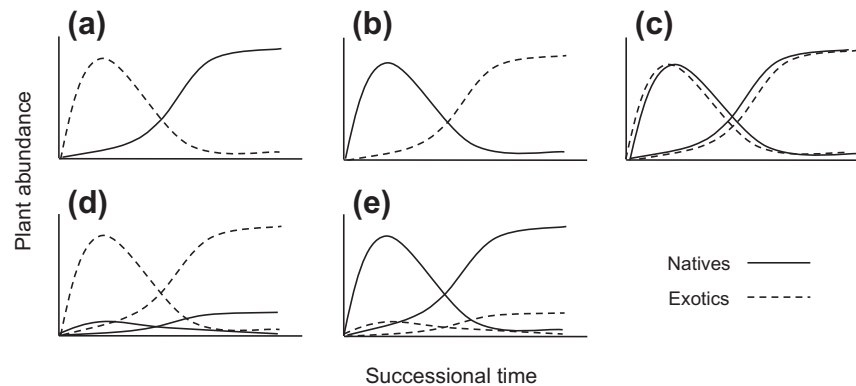 (a)
(b)
(c)
Plant abundance
(d)
(e)
Natives
Exotics
Successional time